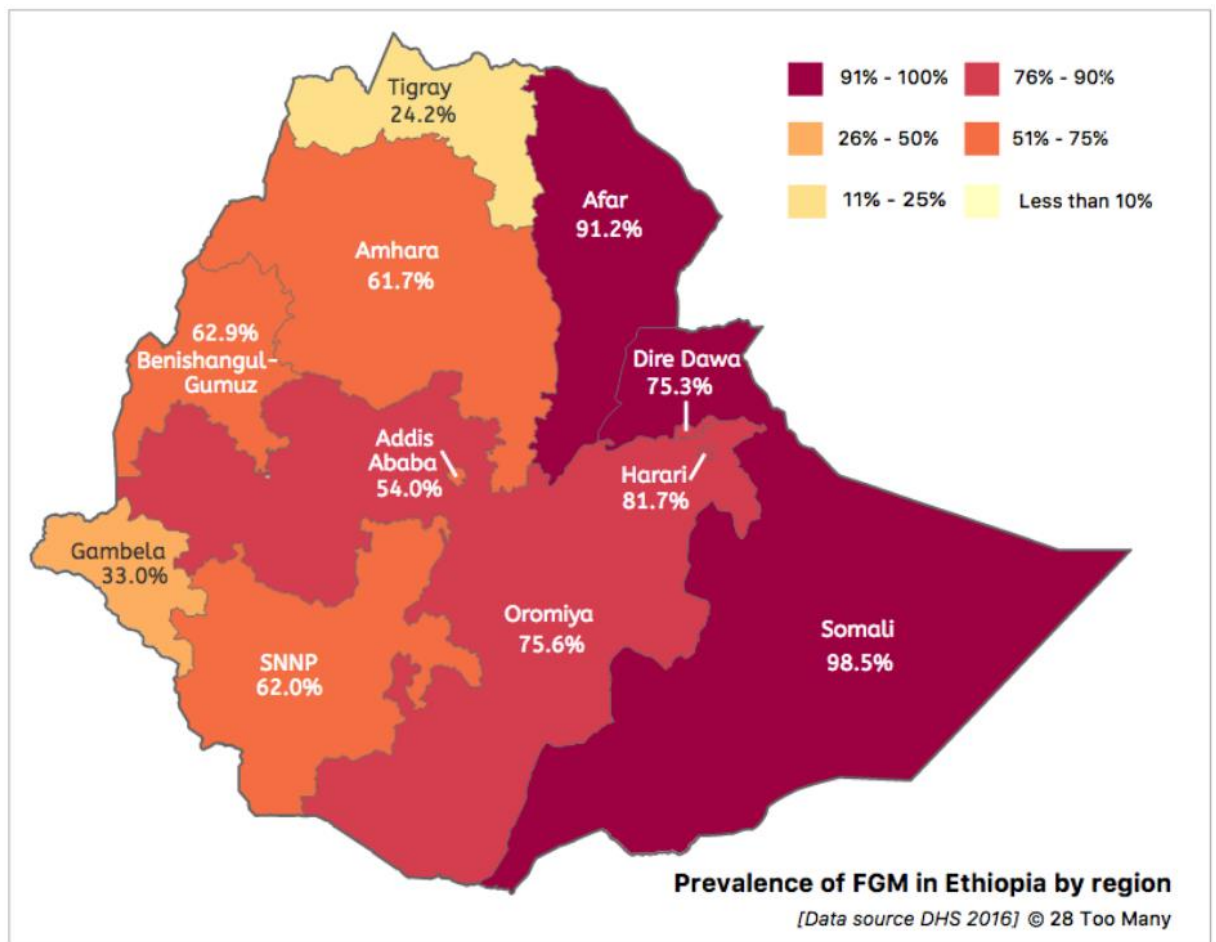 91% - 100%
76% - 90%
26% - 50%
51% - 75%
11% - 25%
Less than 10%
Tigray
24.2%
Afar
91.2%
Amhara
61.7%
62.9%
Benishangul-
Gumuz
Dire Dawa
75.3%
Addis
Ababa
54.0%
Harari
81.7%
Gambela
33.0%
Oromiya
75.6%
Somali
98.5%
SNNP
62.0%
Prevalence of FGM in Ethiopia by region
[Data source DHS 2016] © 28 Too Many